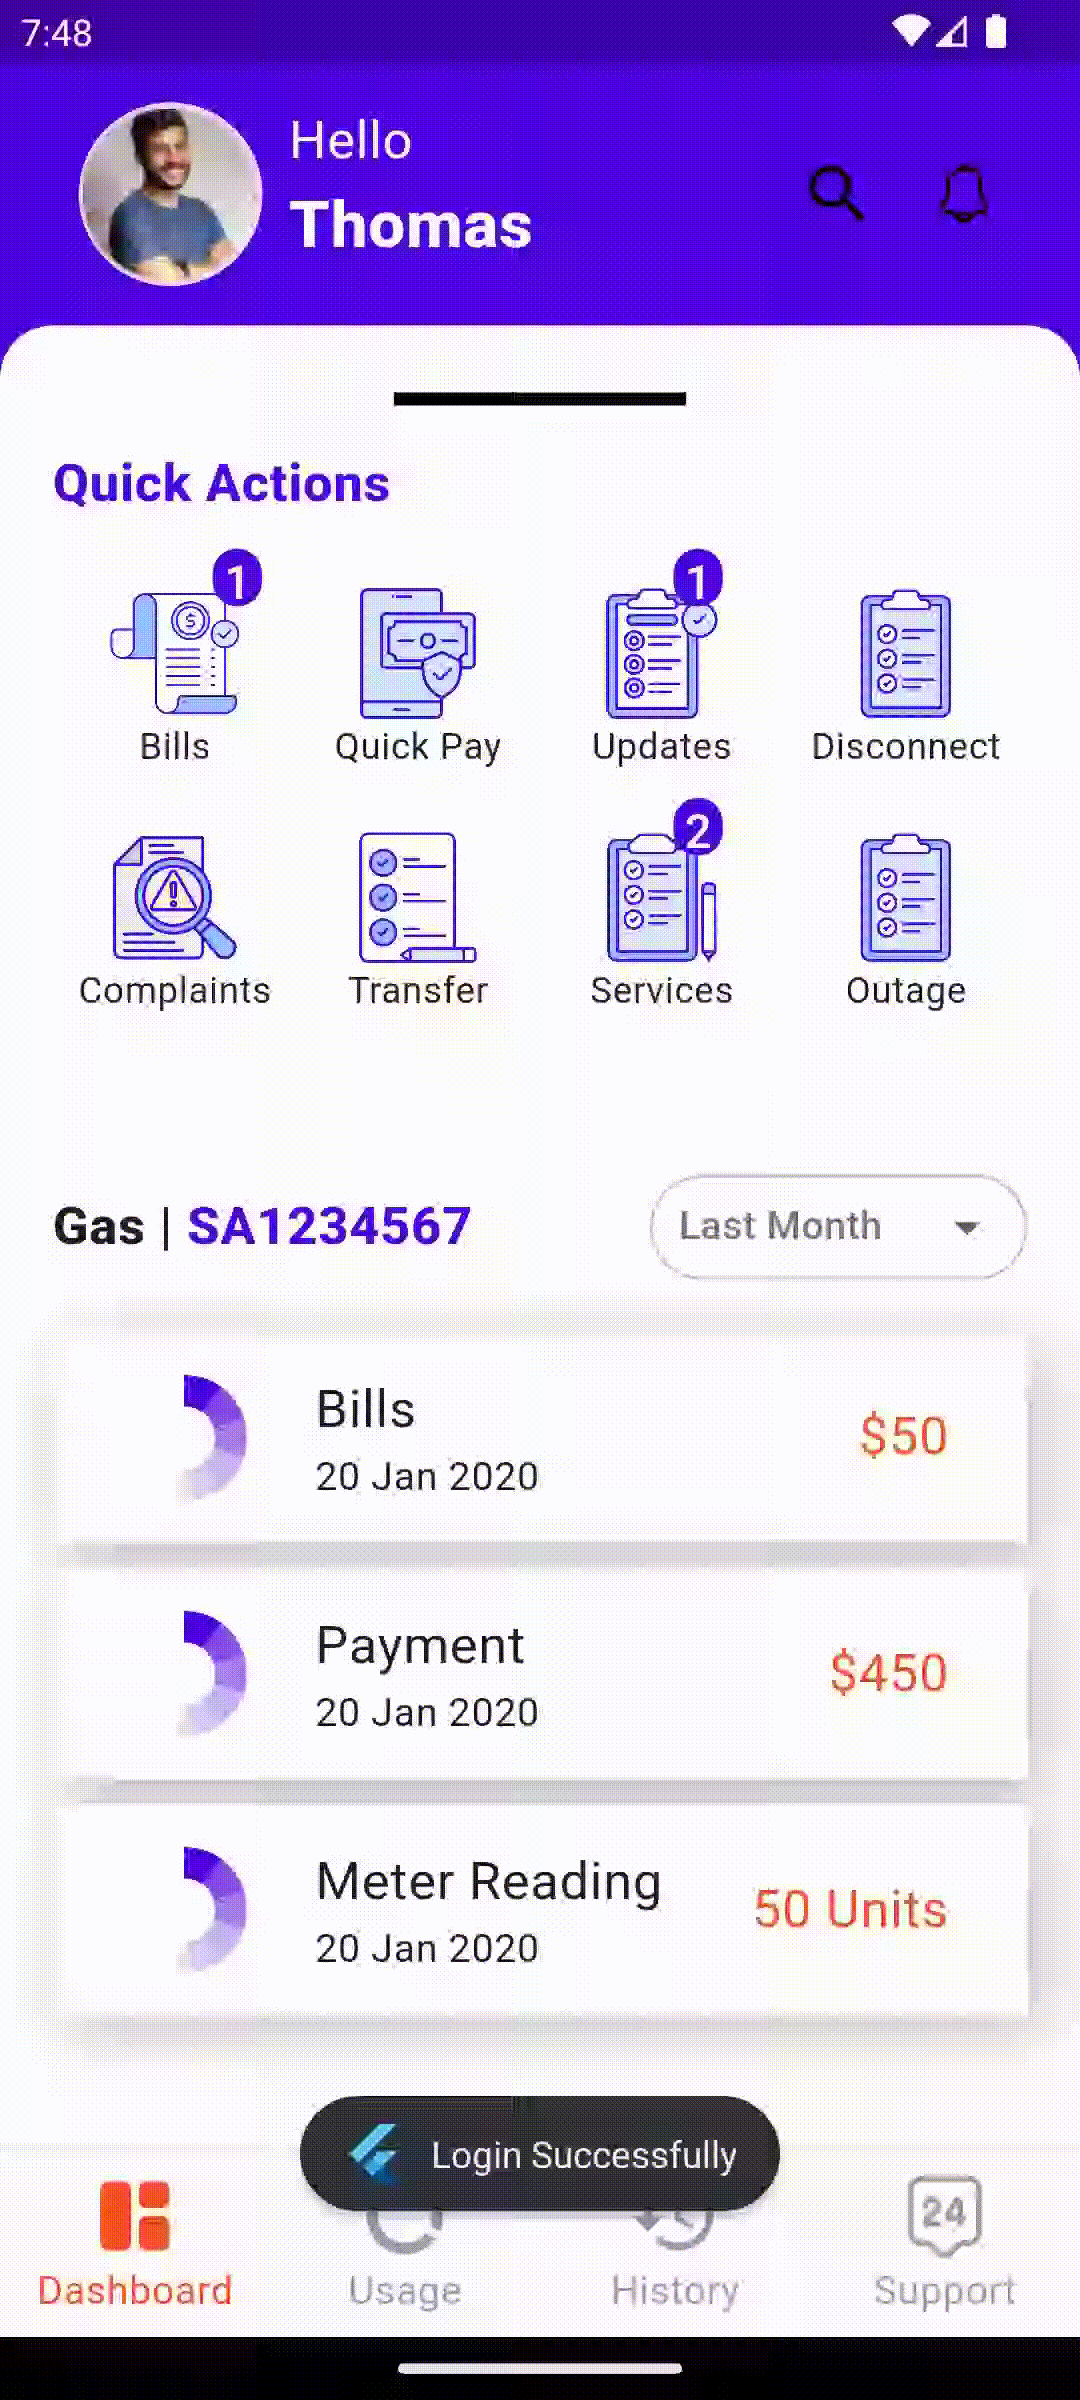 7:48
Hello
Thomas
Quick Actions
1
1
$
Bills
Quick Pay
Updates
Disconnect
2
Complaints
Transfer
Services
Outage
Gas | SA1234567
Last Month
Bills
20 Jan 2020
$50
Payment
20 Jan 2020
$450
Meter Reading
20 Jan 2020
50 Units
Login Successfully
24
Dashboard
Usage
History
Support